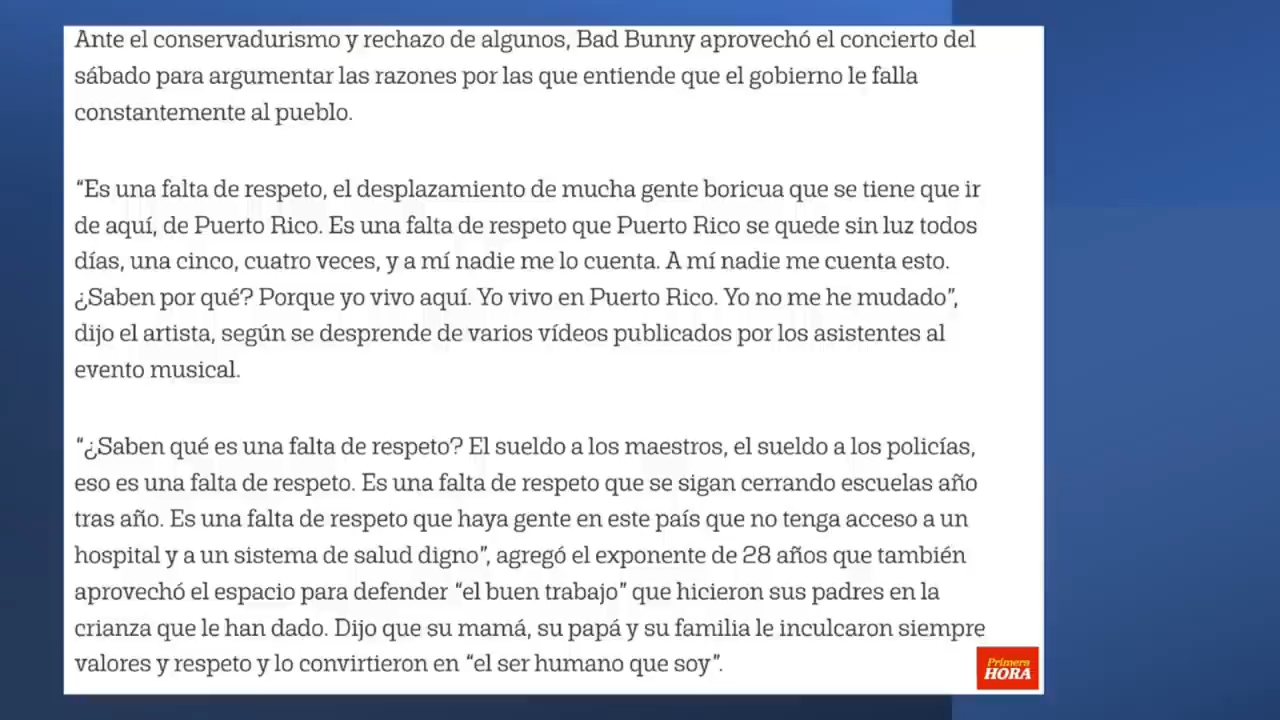 Ante el conservadurismo y rechazo de algunos, Bad Bunny aprovechó el concierto del
sábado para argumentar las razones por las que entiende que el gobierno le falla
constantemente al pueblo.
“Es una falta de respeto, el desplazamiento de mucha gente boricua que se tiene que ir
de aquí, de Puerto Rico. Es una falta de respeto que Puerto Rico se quede sin luz todos
días, una cinco, cuatro veces, y a mí nadie me lo cuenta. A mí nadie me cuenta esto.
¿Saben por qué? Porque yo vivo aquí. Yo vivo en Puerto Rico. Yo no me he mudado”,
dijo el artista, según se desprende de varios vídeos publicados por los asistentes al
evento musical.
“¿Saben qué es una falta de respeto? El sueldo a los maestros, el sueldo a los policías,
eso es una falta de respeto. Es una falta de respeto que se sigan cerrando escuelas año
tras año. Es una falta de respeto que haya gente en este país que no tenga acceso a un
hospital y a un sistema de salud digno”, agregó el exponente de 28 años que también
aprovechó el espacio para defender “el buen trabajo” que hicieron sus padres en la
crianza que le han dado. Dijo que su mamá, su papá y su familia le inculcaron siempre
valores y respeto y lo convirtieron en “el ser humano que soy”.
Primera
HORA